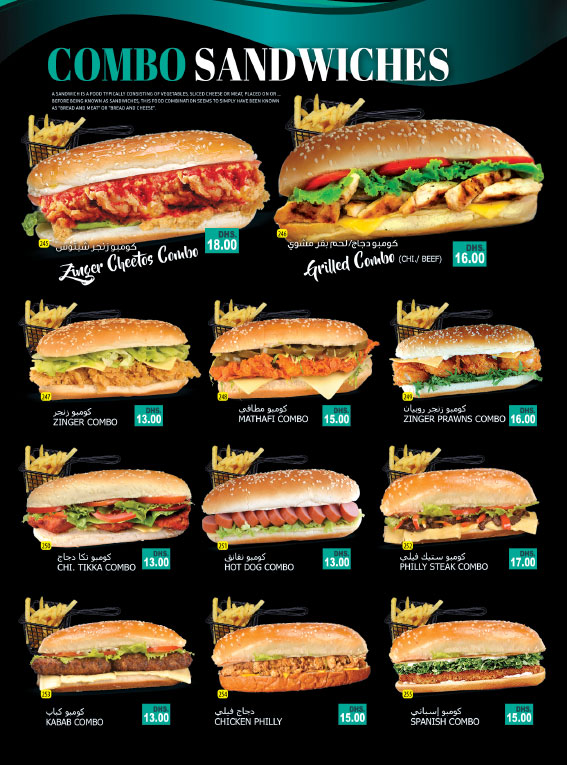 COMBO SANDWICHES
A SANDWICH IS A FOOD TYPICALLY CONSISTING OF VEGETABLES, SLICED CHEESE OR MEAT, PLACED ON OR ...
BEFORE BEING KNOWN AS SANDWICHES, THIS FOOD COMBINATION SEEMS TO SIMPLY HAVE BEEN KNOWN
AS "BREAD AND MEAT" OR "BREAD AND CHEESE".
245
كومبو زنجر شيتوس
Zinger Cheetos Combo
DHS.
18.00
246
كومبو دجاج/لحم بقر مشوي
Grilled Combo (CHI./ BEEF)
DHS.
16.00
247
كومبو زنجر
ZINGER COMBO
DHS.
13.00
248
كومبو مطافي
MATHAFI COMBO
DHS.
15.00
249
كومبو زنجر روبيان
ZINGER PRAWNS COMBO
DHS.
16.00
250
كومبو تكا دجاج
CHI. TIKKA COMBO
DHS.
13.00
251
كومبو نقانق
HOT DOG COMBO
DHS.
13.00
252
كومبو ستيك فيلي
PHILLY STEAK COMBO
DHS.
17.00
253
كومبو كباب
KABAB COMBO
DHS.
13.00
254
دجاج فيلي
CHICKEN PHILLY
DHS.
15.00
255
كومبو إسباني
SPANISH COMBO
DHS.
15.00